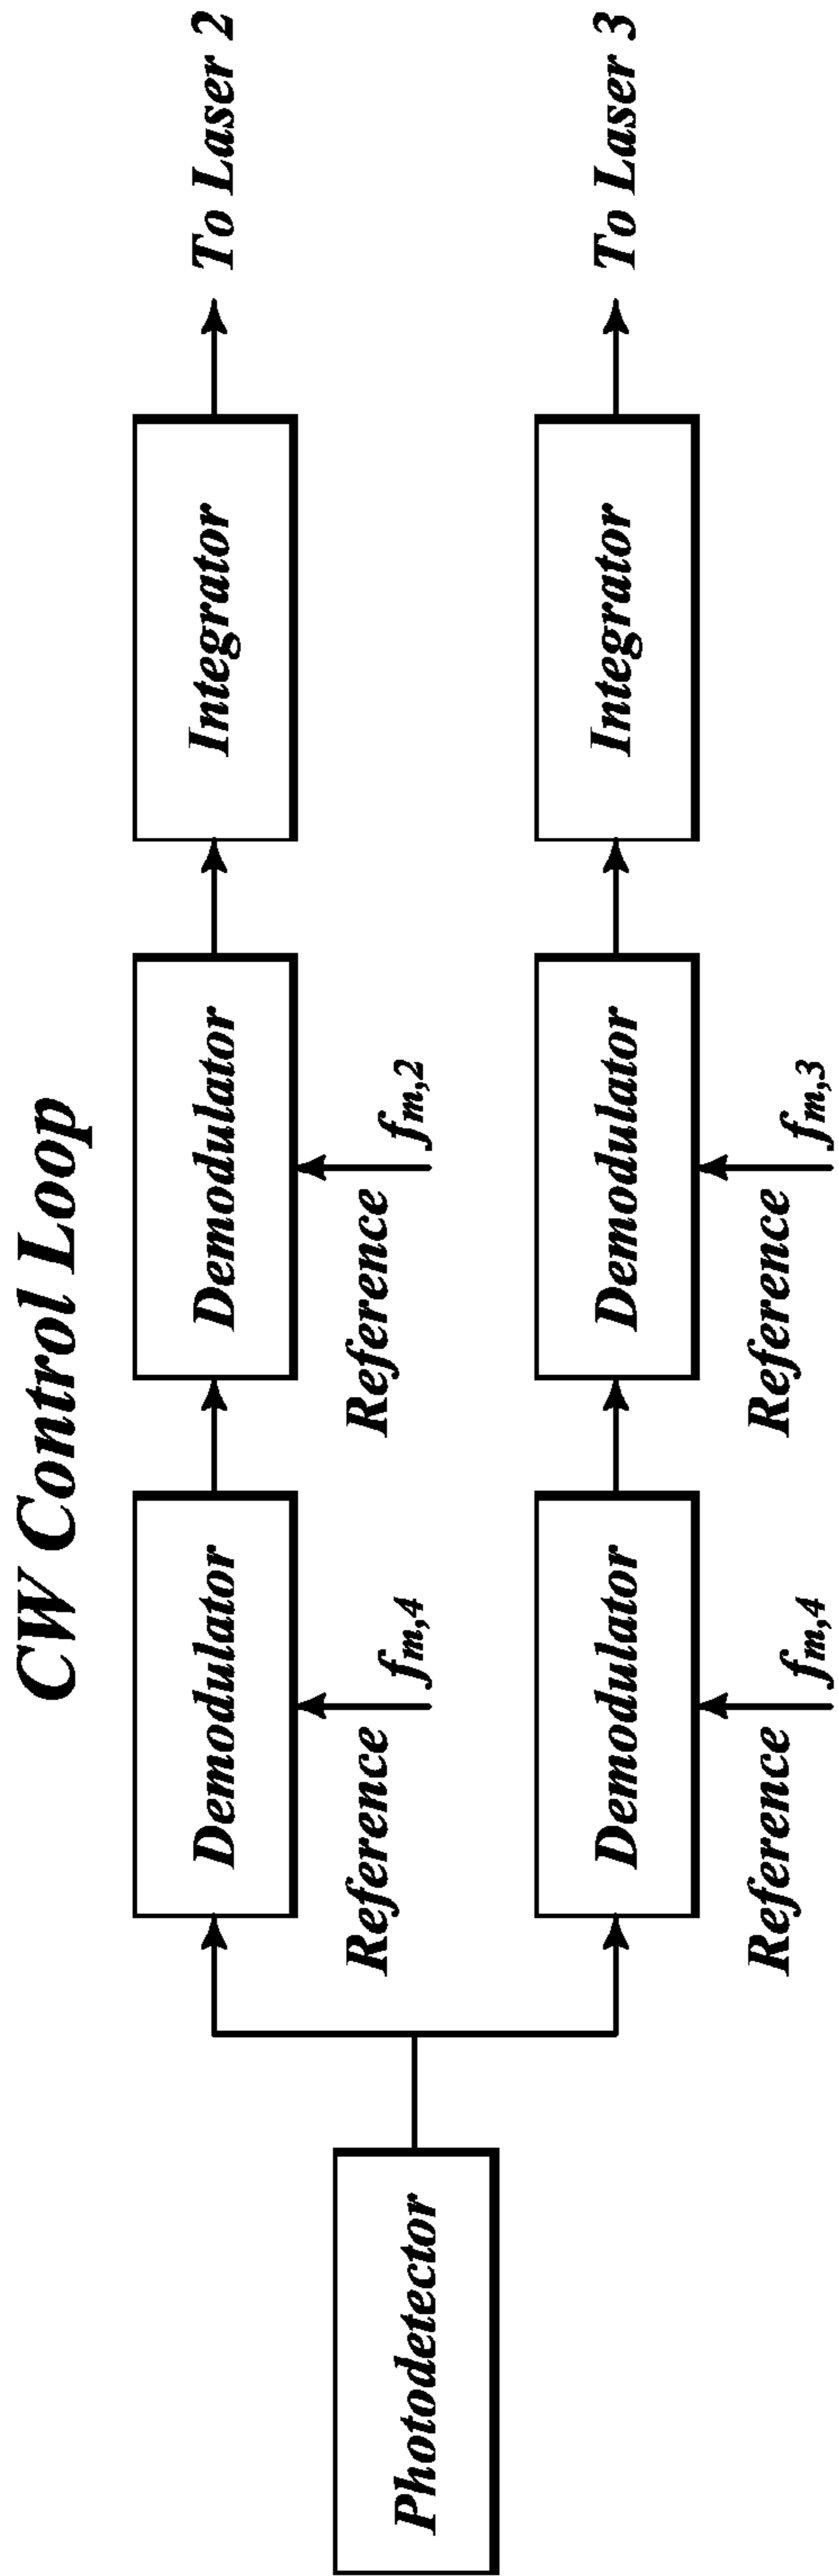 CW Control Loop
Photodetector
Demodulator
Reference
fm,4
Demodulator
Reference
fm,2
Integrator
To Laser 2
Demodulator
Reference
fm,4
Demodulator
Reference
fm,3
Integrator
To Laser 3